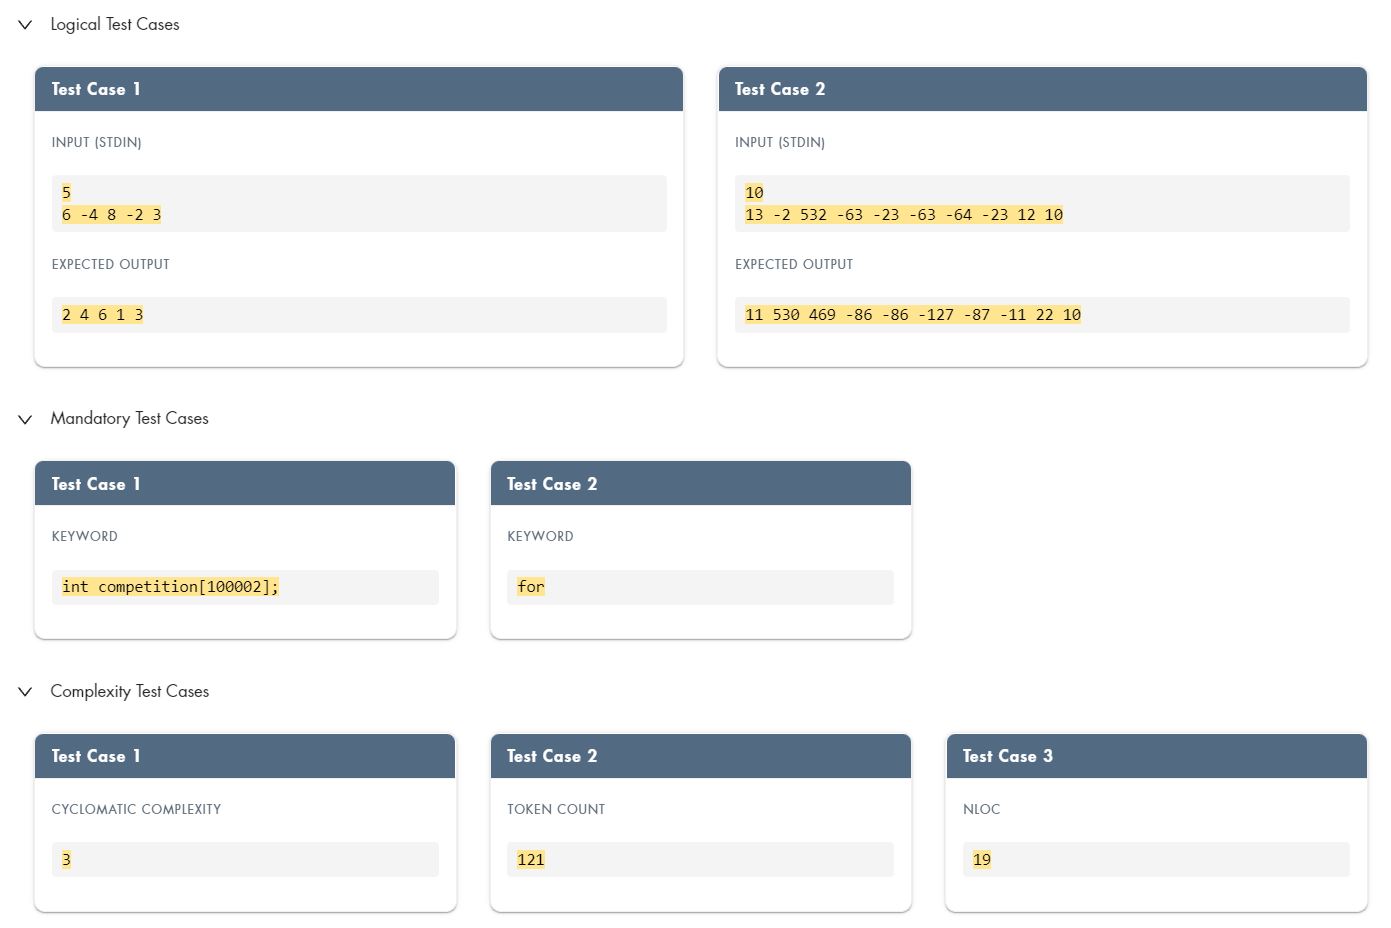 Logical Test Cases
Test Case 1
INPUT (STDIN)
5
6 -4 8 -2 3
EXPECTED OUTPUT
2 4 6 1 3
Test Case 2
INPUT (STDIN)
10
13 -2 532 -63 -23 -63 -64 -23 12 10
EXPECTED OUTPUT
11 530 469 -86 -86 -127 -87 -11 22 10
Mandatory Test Cases
Test Case 1
KEYWORD
int competition[100002];
Test Case 2
KEYWORD
for
Complexity Test Cases
Test Case 1
CYCLOMATIC COMPLEXITY
3
Test Case 2
TOKEN COUNT
121
Test Case 3
NLOC
19